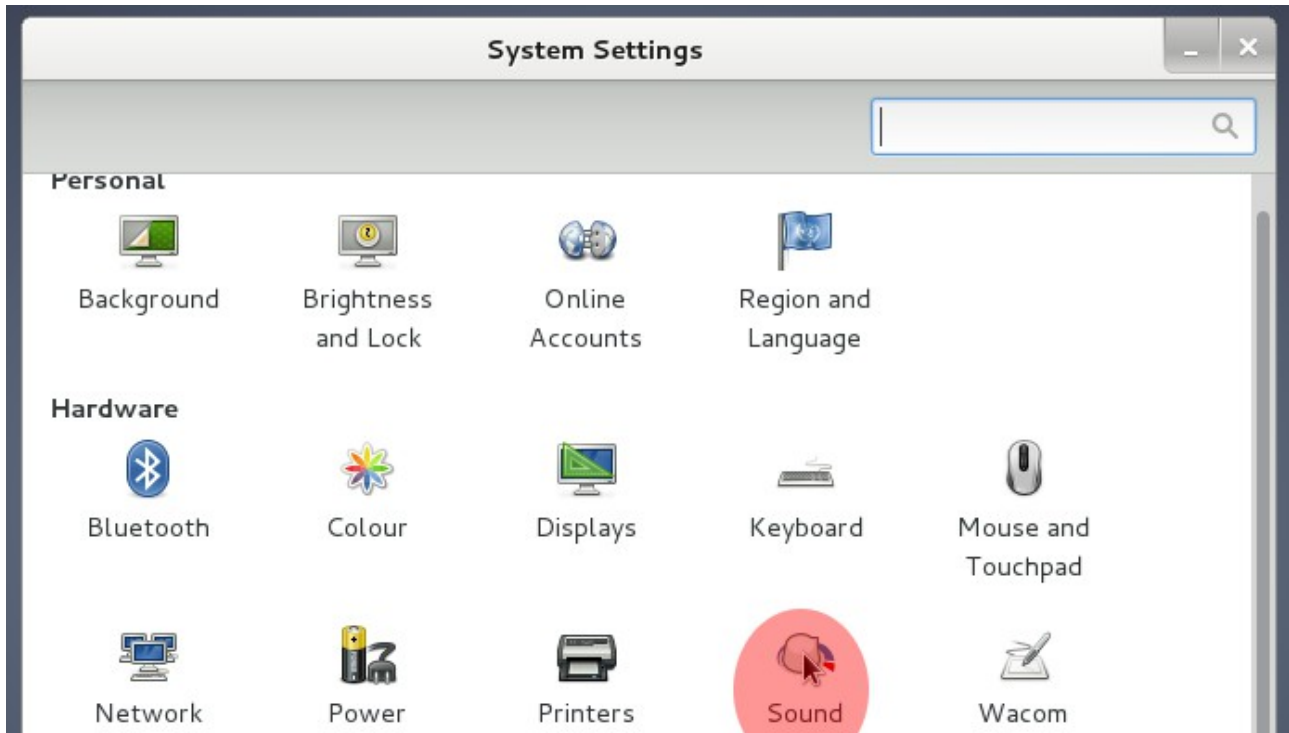 System Settings
Personal
Background
Brightness
and Lock
Online
Accounts
Region and
Language
Hardware
Bluetooth
Colour
Displays
Keyboard
Mouse and
Touchpad
Network
Power
Printers
Sound
Wacom